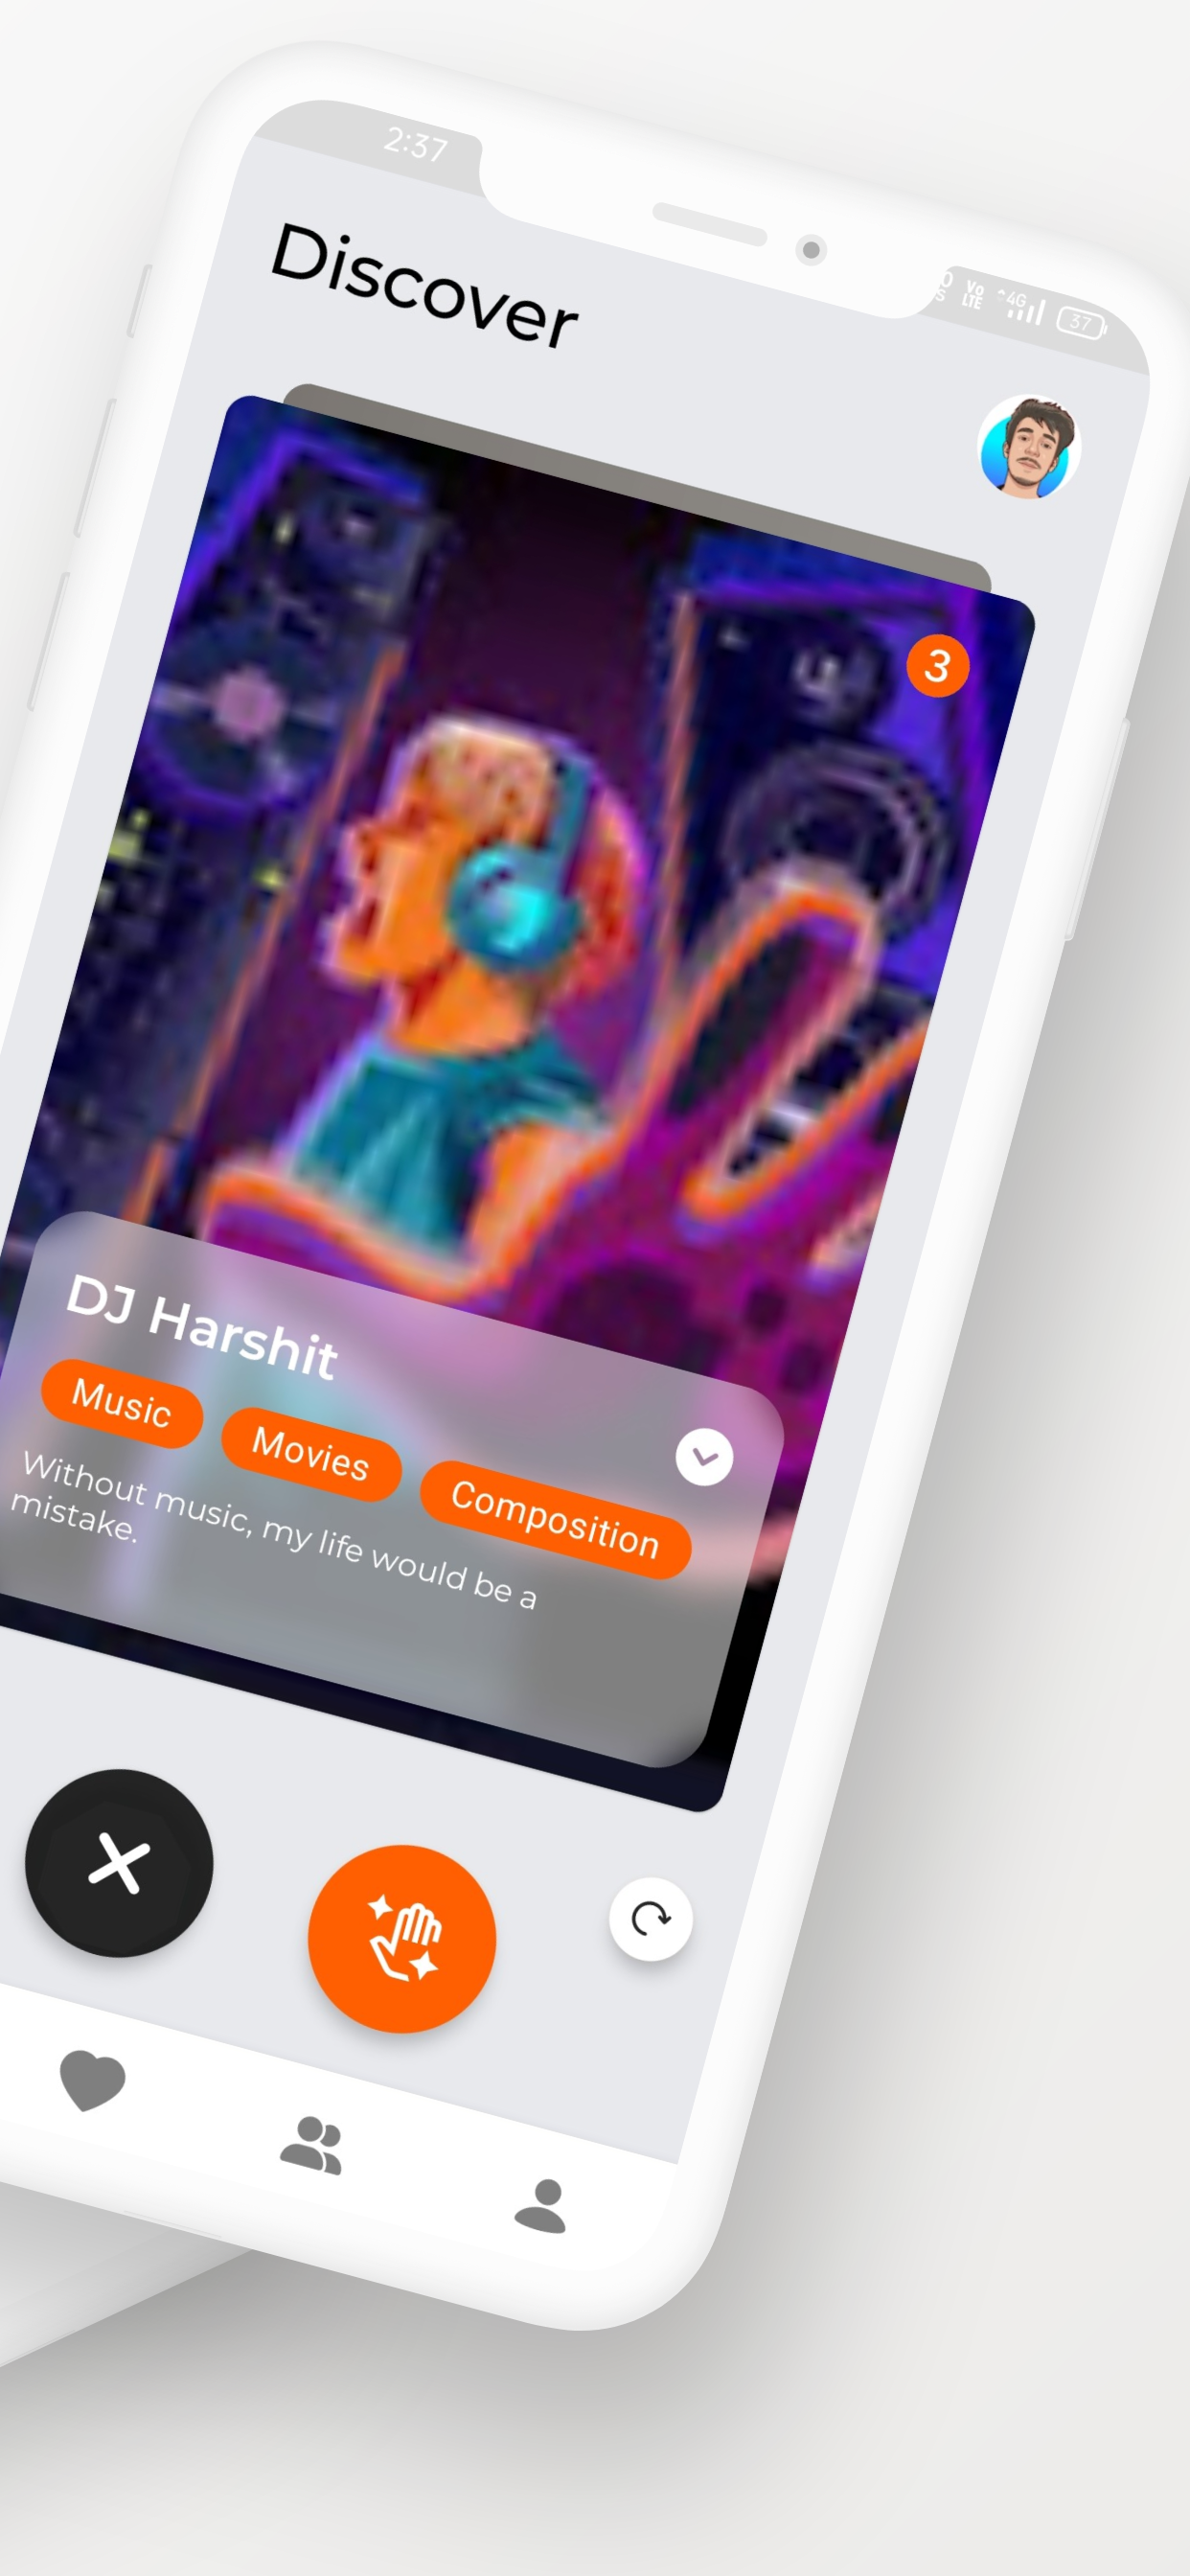 2:37
Vo
LTE
4G
37
Discover
3
DJ Harshit
Music
Movies
Composition
Without music, my life would be a
mistake.